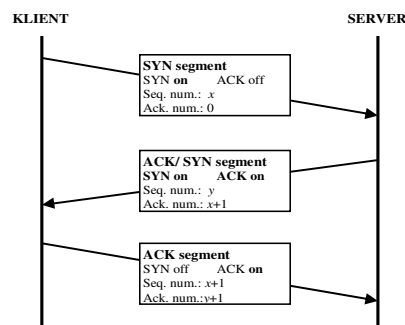 KLIENT SERVER
SYN segment
SYN on ACK off
Seq. num.: x
Ack. num.: 0
ACK/ SYN segment
SYN on ACK on
Seq. num.: y
Ack. num.: x+1
ACK segment
SYN off ACK on
Seq. num.: x+1
Ack. num.:y+1